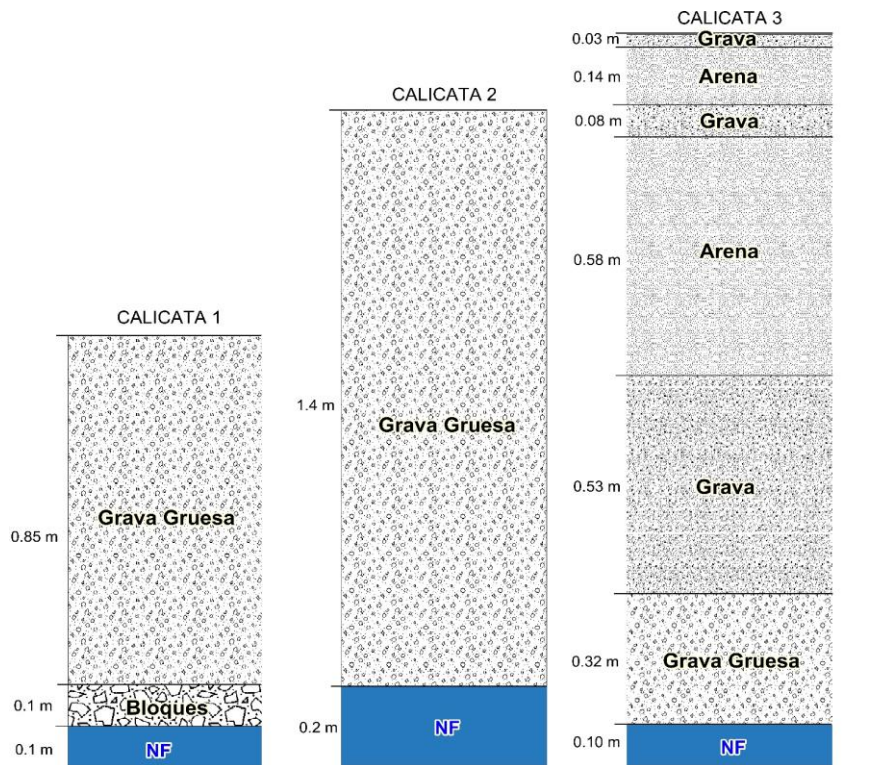 CALICATA 1
0.85 m
Grava Gruesa
0.1 m
Bloques
0.1 m
NF
CALICATA 2
1.4 m
Grava Gruesa
0.2 m
NF
CALICATA 3
0.03 m
Grava
0.14 m
Arena
0.08 m
Grava
0.58 m
Arena
0.53 m
Grava
0.32 m
Grava Gruesa
0.10 m
NF